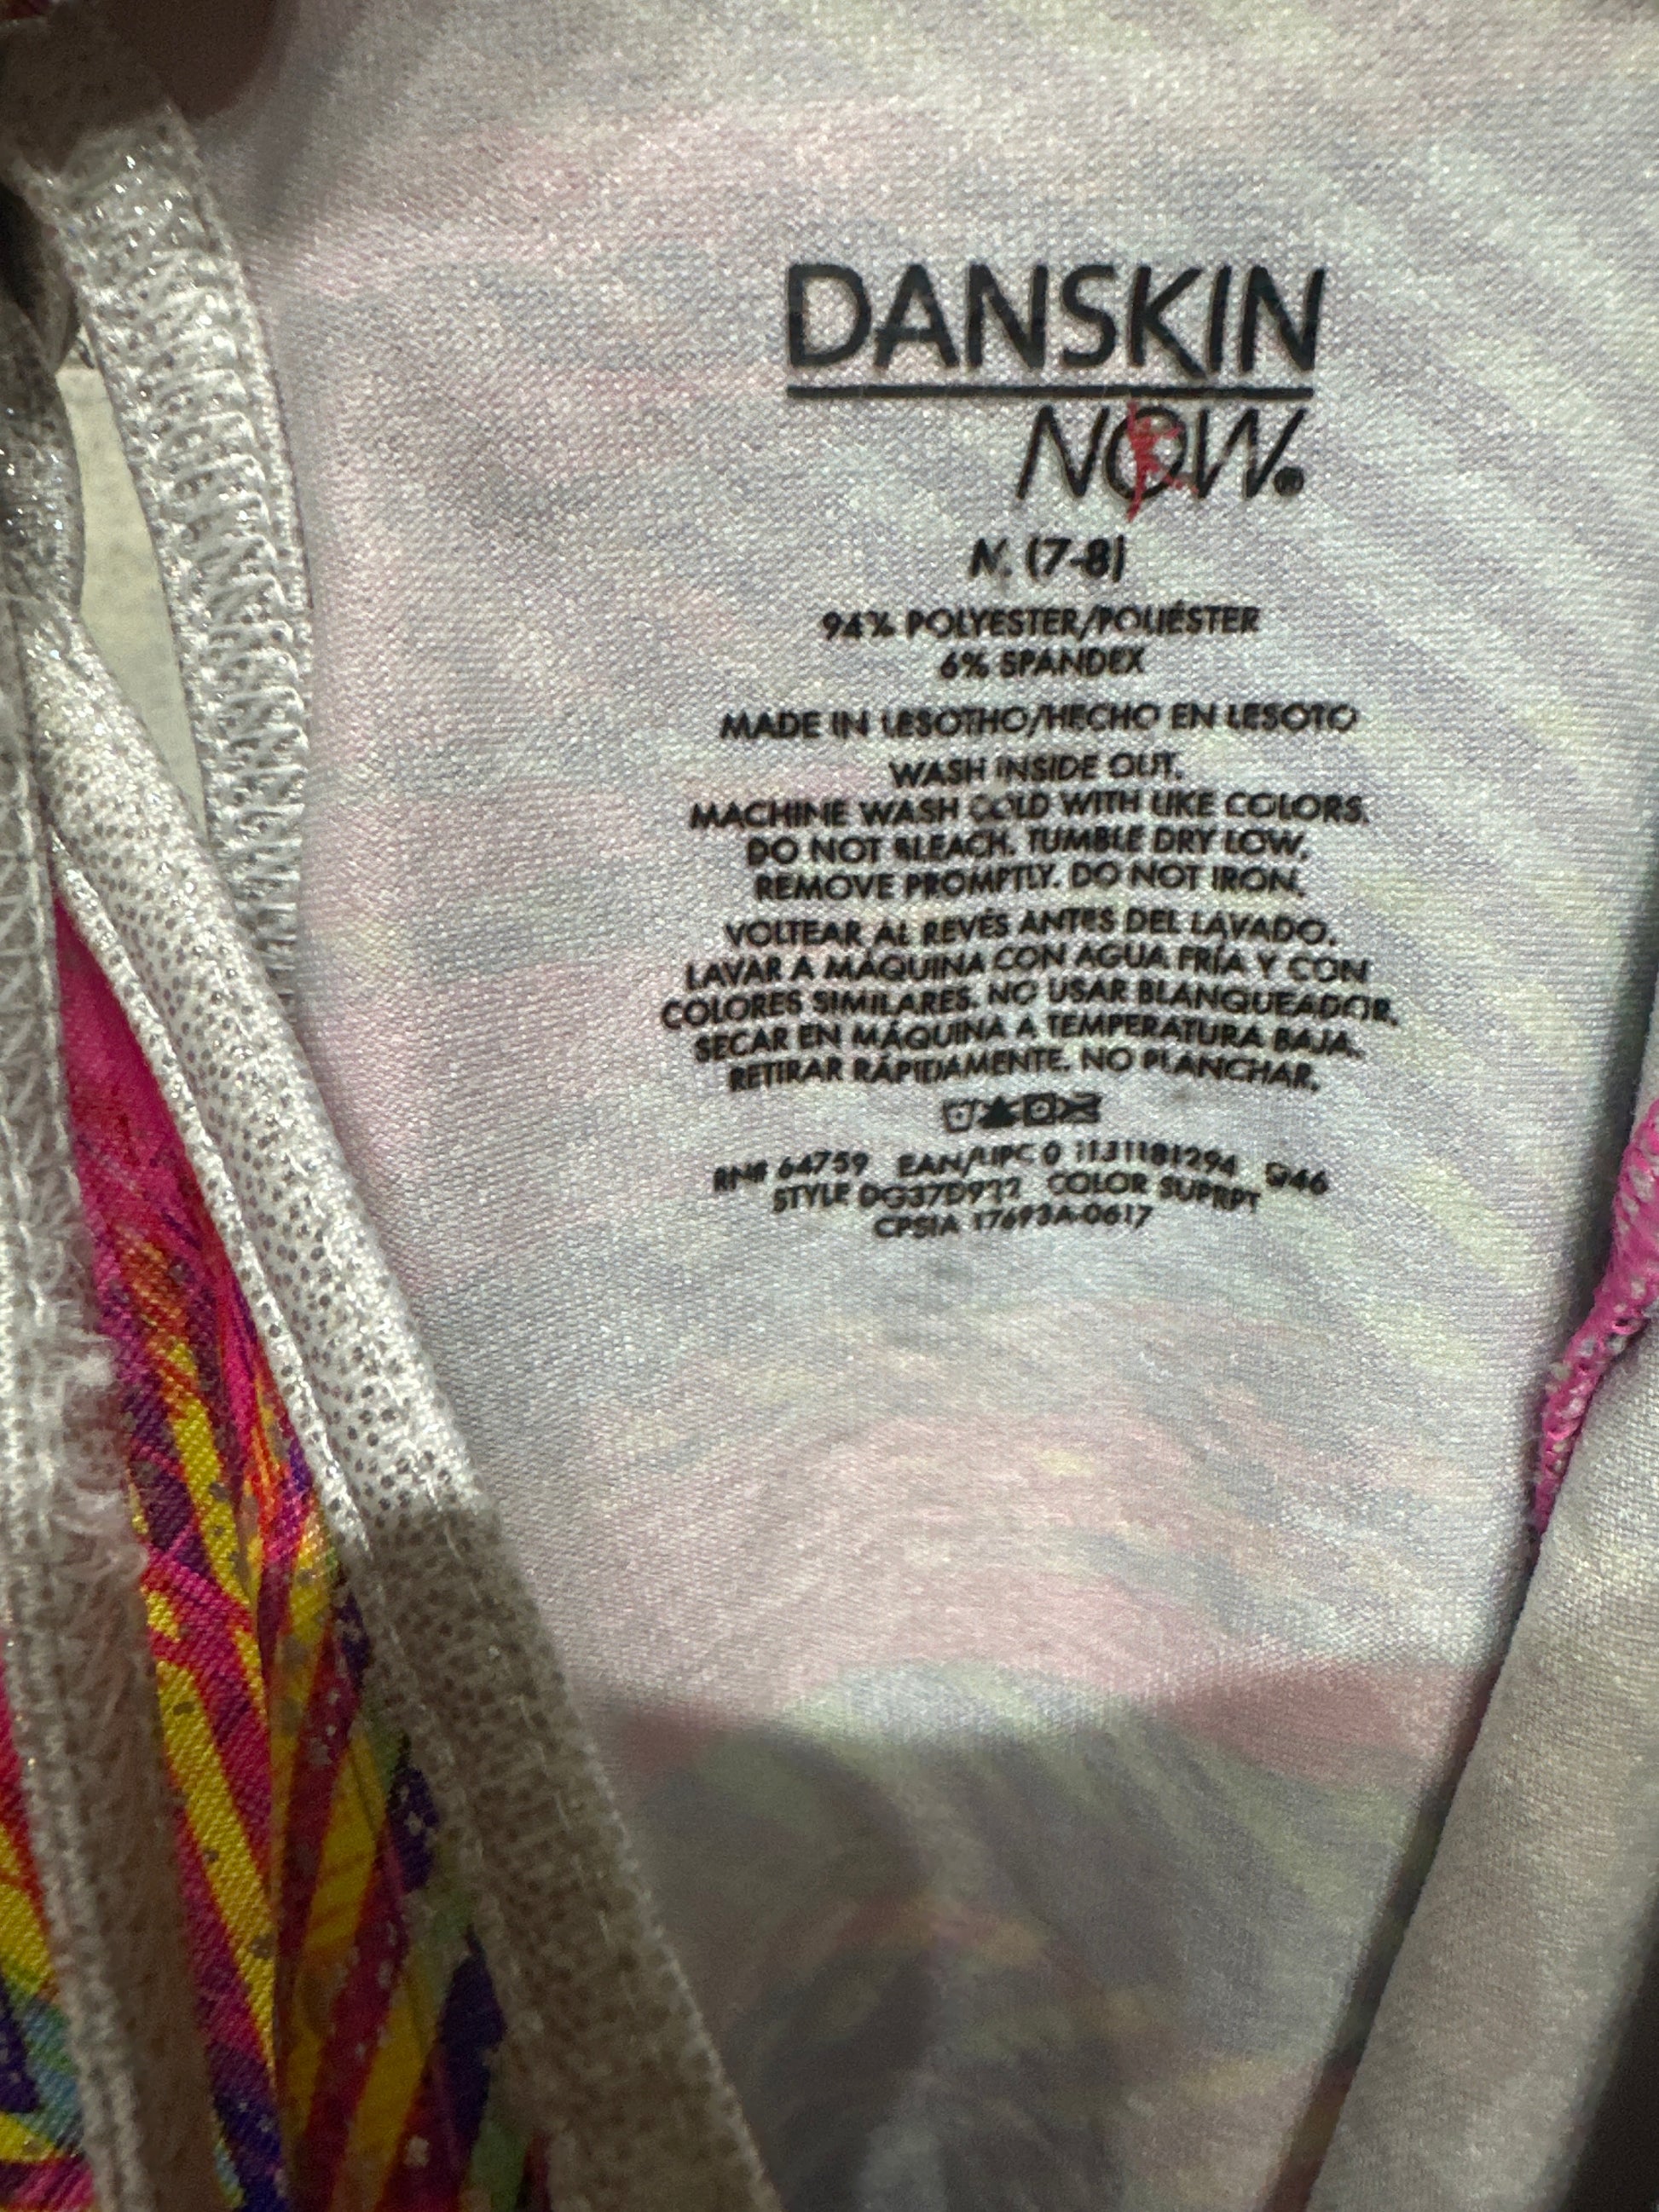 DANSKIN
NOW®
(7-8)
94% POLYESTER/POLIÉSTER
6% SPANDEX
MADE IN LESOTHO/HECHO EN LESOTO
WASH INSIDE OUT.
MACHINE WASH COLD WITH LIKE COLORS.
DO NOT BLEACH. TUMBLE DRY LOW,
REMOVE PROMPTLY. DO NOT IRON.
VOLTEAR AL REVÉS ANTES DEL LAVADO.
LAVAR A MÁQUINA CON AGUA FRÍA Y CON
COLORES SIMILARES. NO USAR BLANQUEADOR.
SECAR EN MÁQUINA A TEMPERATURA BAJA.
RETIRAR RÁPIDAMENTE. NO PLANCHAR.
RN# 64759 EAN/UPC 0 1131181294
STYLE COLOR SUPRPT
CPSIA 17693A-0617